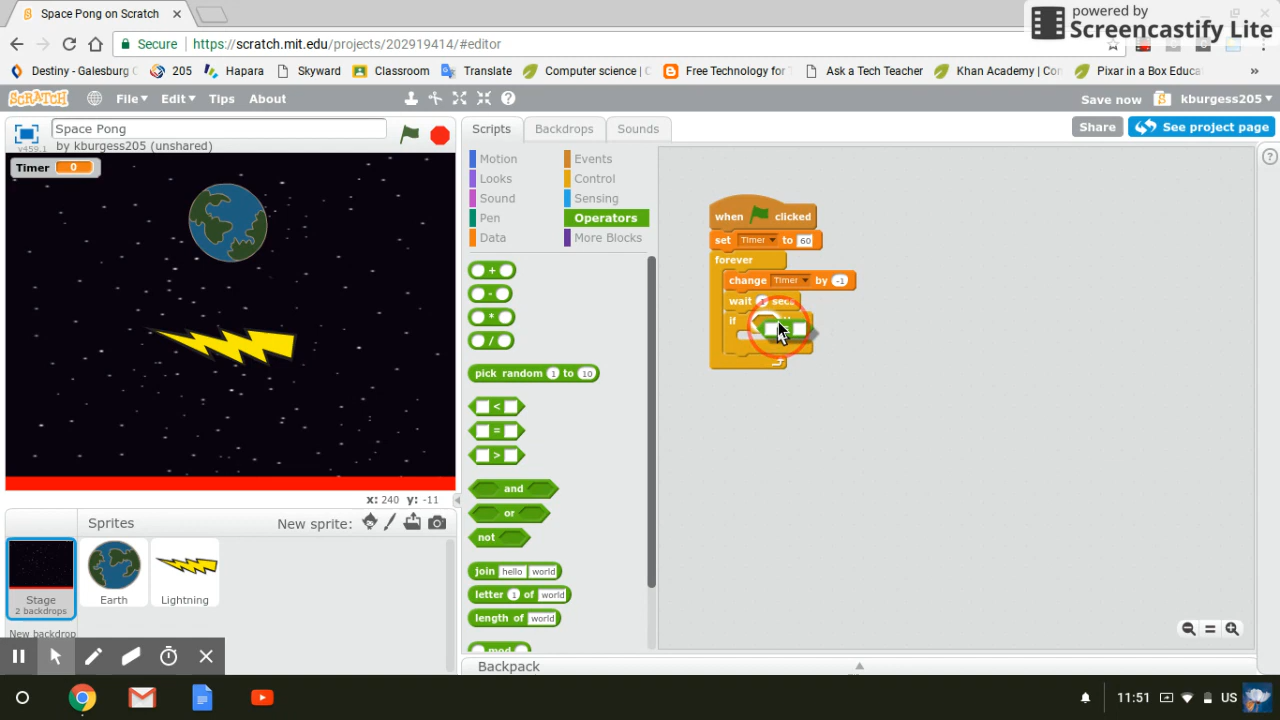 Space Pong on Scratch
powered by
Screencastify Lite
Secure
https://scratch.mit.edu/projects/202919414/#editor
Destiny - Galesburg
205
Hapara
Skyward
Classroom
Translate
Computer science |
Free Technology for
Ask a Tech Teacher
Khan Academy | Con
Pixar in a Box Educa
»
SCRATCH
File
Edit
Tips
About
Save now
kburgess205
Space Pong
by kburgess205 (unshared)
v459.1
Scripts
Backdrops
Sounds
Share
See project page
Timer 0
Motion
Events
Looks
Control
Sound
Sensing
Pen
Operators
Data
More Blocks
+
-
*
/
pick random 1 to 10
<
=
>
and
or
not
join hello world
letter 1 of world
length of world
mod
when clicked
set Timer to 60
forever
change Timer by -1
wait secs
if
x: 240 y: -11
Sprites
New sprite:
Stage
2 backdrops
Earth
Lightning
New backdrop
Backpack
11:51
US